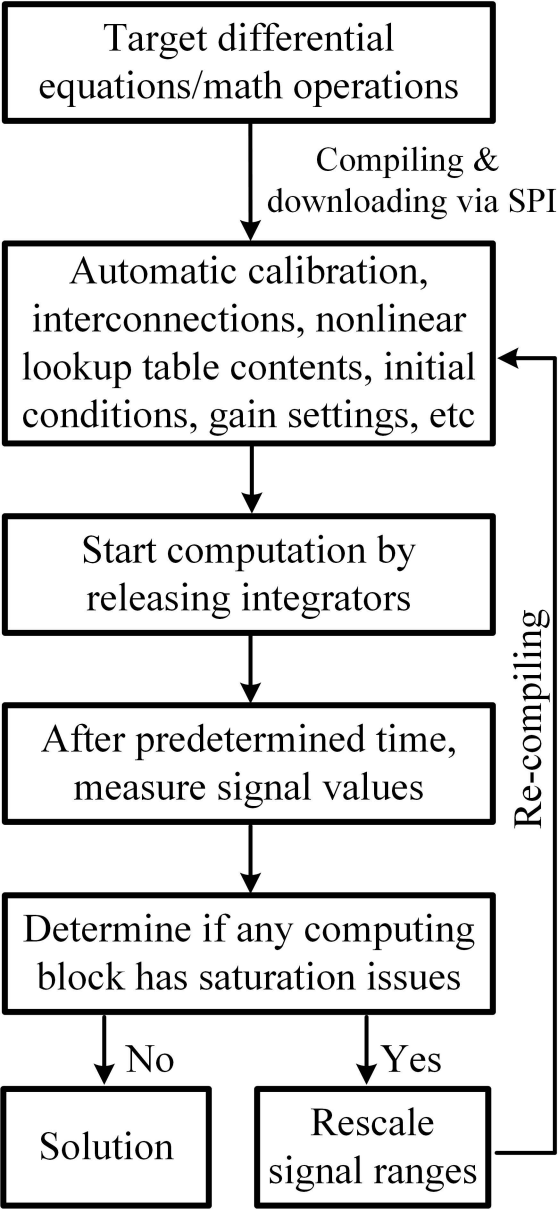 Target differential
equations/math operations
Compiling &
downloading via SPI
Automatic calibration,
interconnections, nonlinear
lookup table contents, initial
conditions, gain settings, etc
Start computation by
releasing integrators
After predetermined time,
measure signal values
Re-compiling
Determine if any computing
block has saturation issues
No
Yes
Solution
Rescale
signal ranges